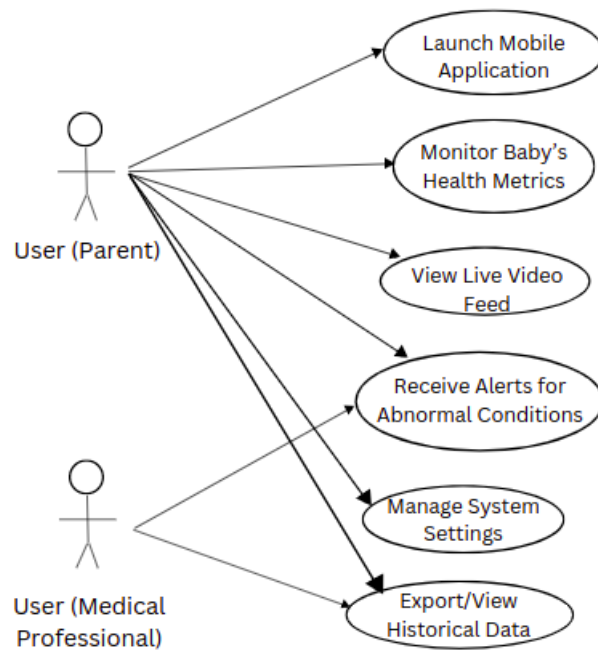 Launch Mobile
Application
Monitor Baby's
Health Metrics
User (Parent)
View Live Video
Feed
Receive Alerts for
Abnormal Conditions
Manage System
Settings
User (Medical
Professional)
Export/View
Historical Data